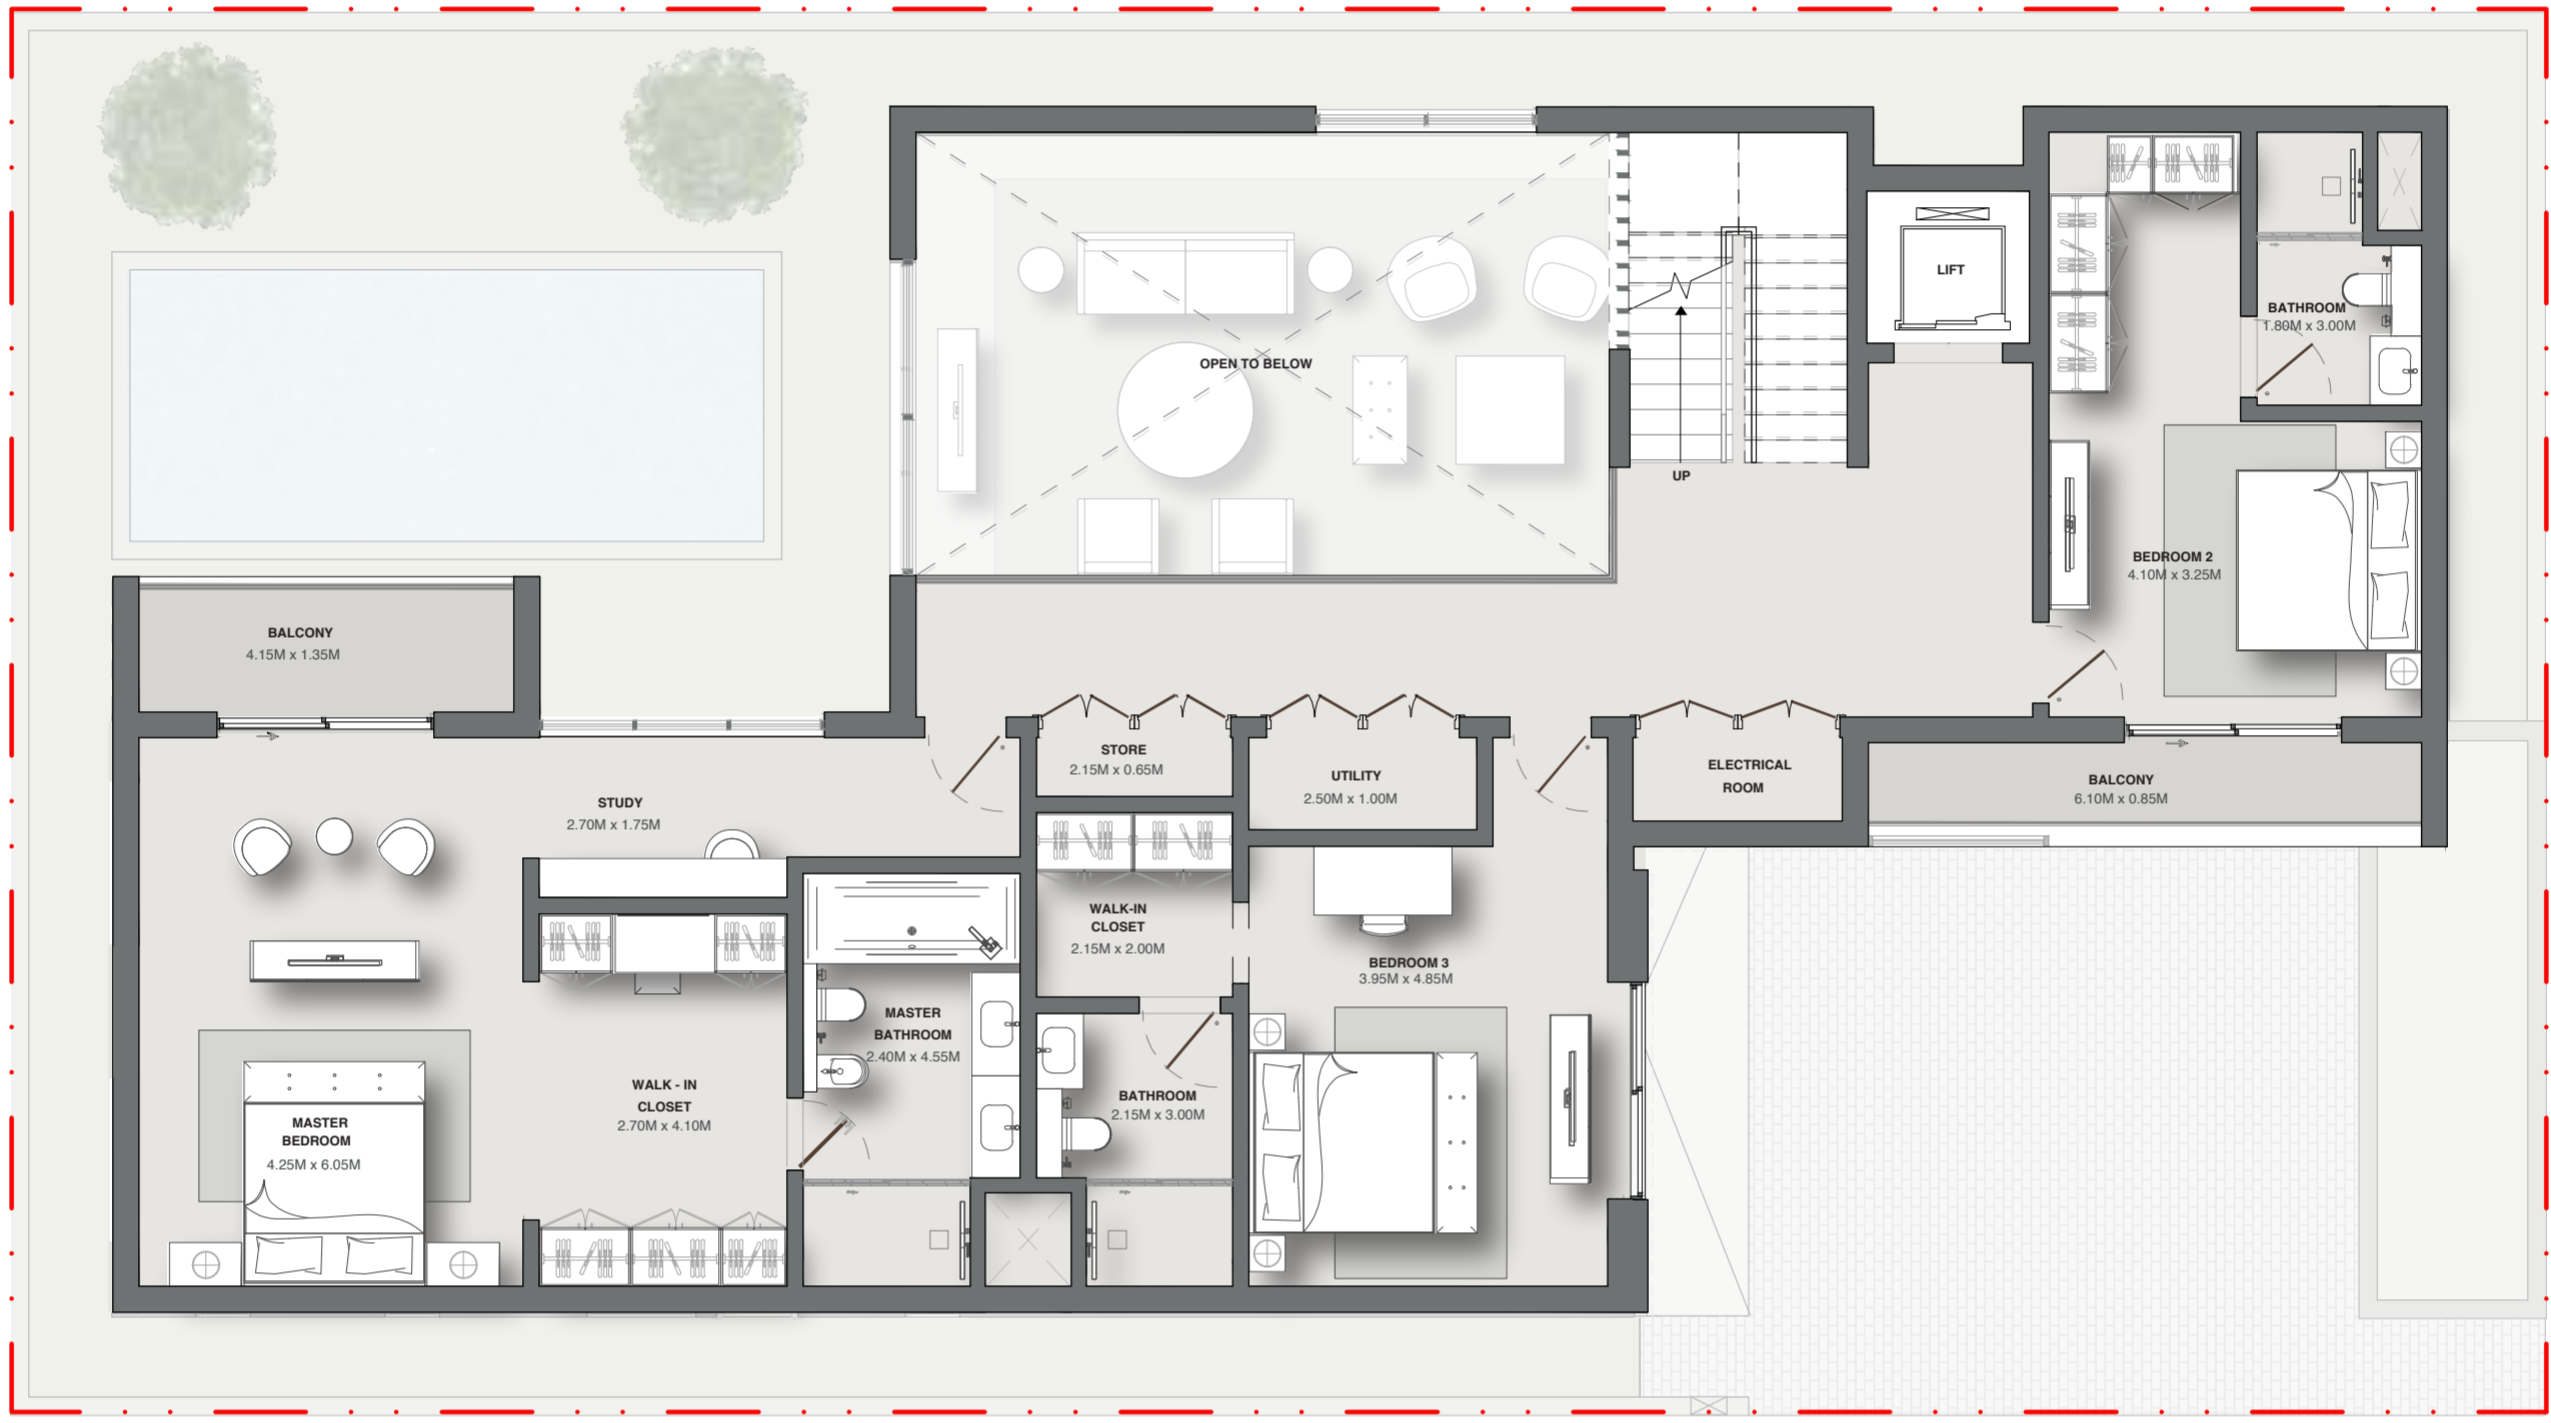 LIFT
BATHROOM
1.80M x 3.00M
OPEN TO BELOW
UP
BEDROOM 2
4.10M x 3.25M
BALCONY
4.15M x 1.35M
STORE
2.15M x 0.65M
UTILITY
2.50M x 1.00M
ELECTRICAL
ROOM
BALCONY
6.10M x 0.85M
STUDY
2.70M x 1.75M
WALK-IN
CLOSET
2.15M x 2.00M
BEDROOM 3
3.95M x 4.85M
MASTER
BATHROOM
2.40M x 4.55M
WALK - IN
CLOSET
2.70M x 4.10M
BATHROOM
2.15M x 3.00M
MASTER
BEDROOM
4.25M x 6.05M